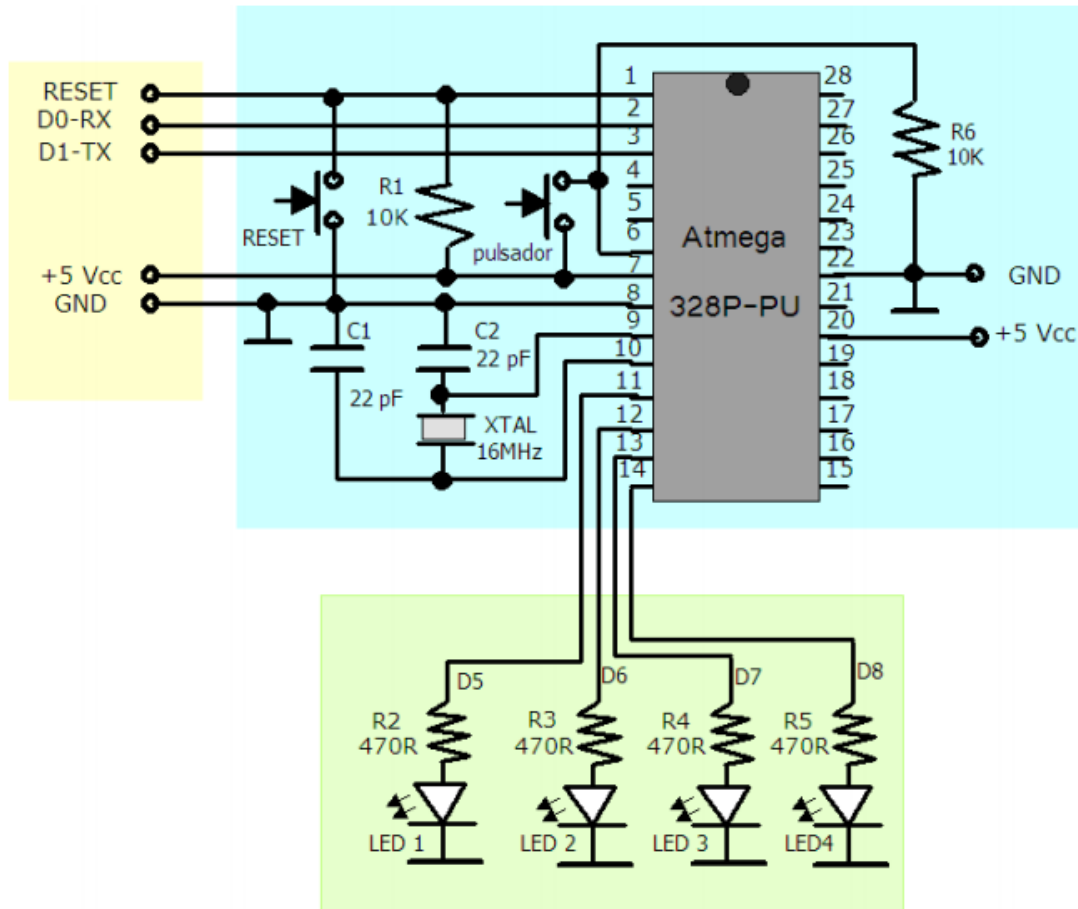 RESET
D0-RX
D1-TX
+5 Vcc
GND
RESET
R1
10K
pulsador
C1
22 pF
C2
22 pF
XTAL
16MHz
1
2
3
4
5
6
7
8
9
10
11
12
13
14
Atmega
328P-PU
28
27
26
25
24
23
22
21
20
19
18
17
16
15
R6
10K
GND
+5 Vcc
D5
D6
D7
D8
R2
470R
R3
470R
R4
470R
R5
470R
LED 1
LED 2
LED 3
LED4